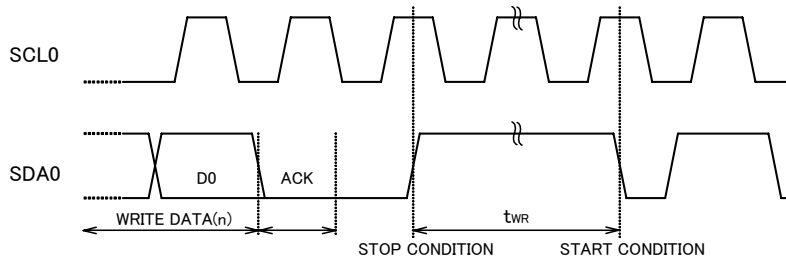 SCL0
SDA0
D0
ACK
WRITE DATA(n)
tWR
STOP CONDITION
START CONDITION